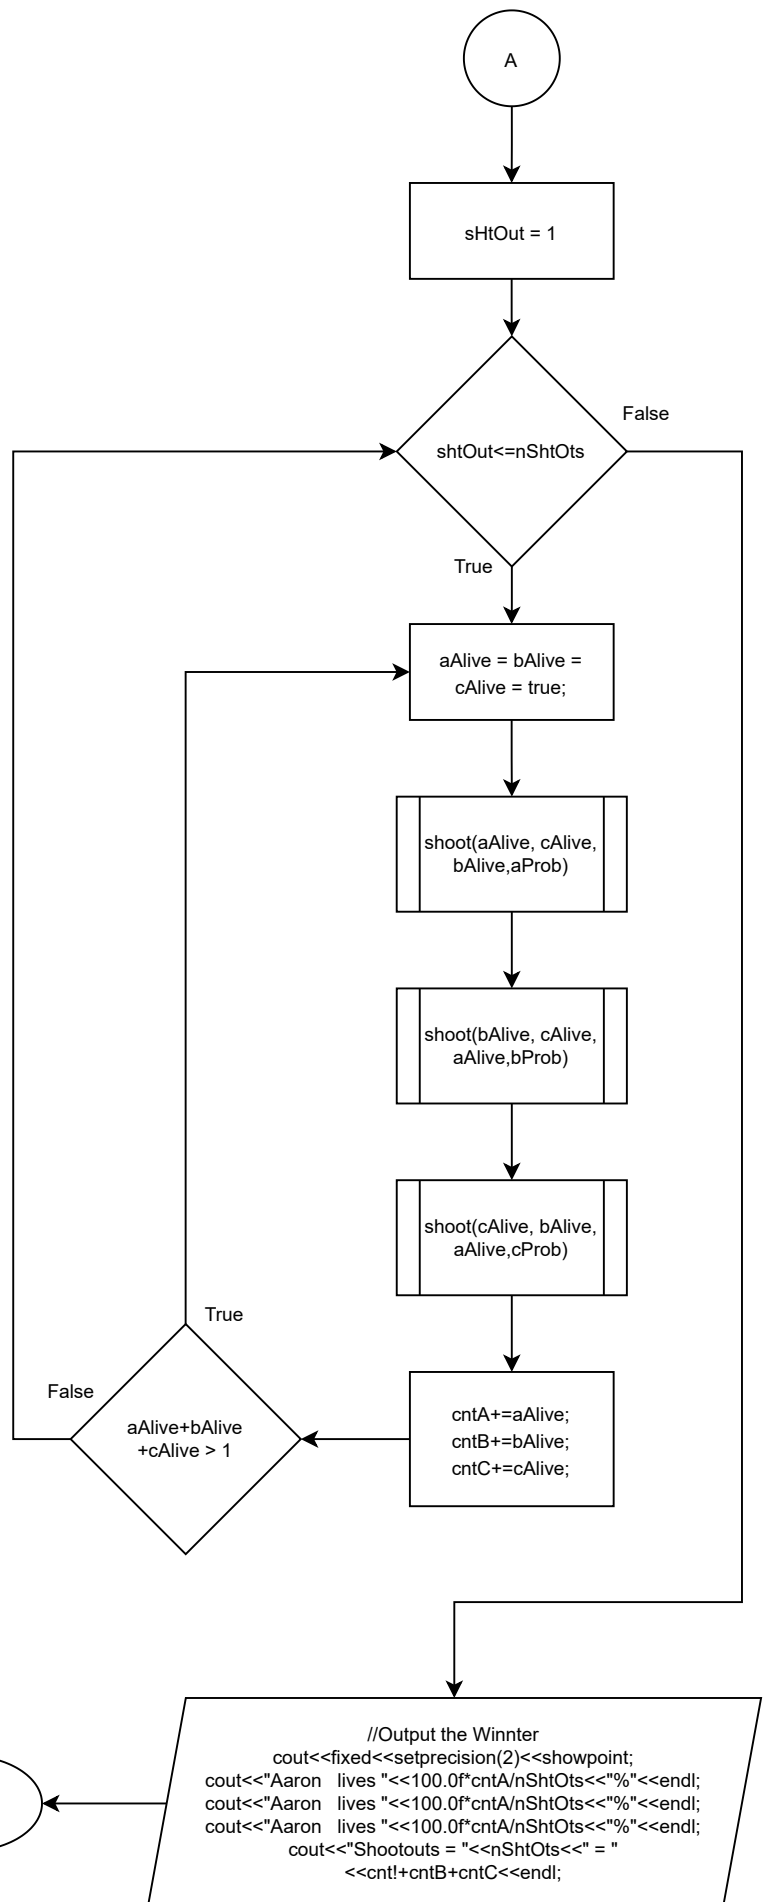 A
sHtOut = 1
False
shtOut<=nShtOts
True
aAlive = bAlive =
cAlive = true;
shoot(aAlive, cAlive,
bAlive,aProb)
shoot(bAlive, cAlive,
aAlive,bProb)
shoot(cAlive, bAlive,
aAlive,cProb)
True
False
aAlive+bAlive
+cAlive > 1
cntA+=aAlive;
cntB+=bAlive;
cntC+=cAlive;
//Output the Winnter
cout<<fixed<<setprecision(2)<<showpoint;
cout<<"Aaron   lives "<<100.0f*cntA/nShtOts<<"%"<<endl;
cout<<"Aaron   lives "<<100.0f*cntA/nShtOts<<"%"<<endl;
cout<<"Aaron   lives "<<100.0f*cntA/nShtOts<<"%"<<endl;
cout<<"Shootouts = "<<nShtOts<<" = "
<<cnt!+cntB+cntC<<endl;